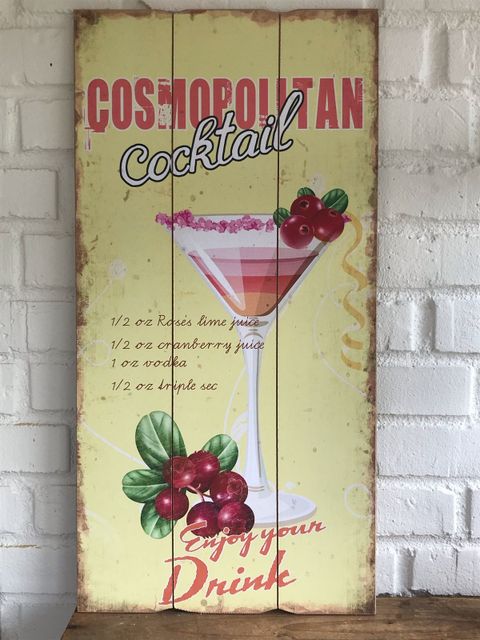 COSMOPOLITAN
Cocktail
1/2 oz Rose's lime juice
1/2 oz cranberry juice
1 oz vodka
1/2 oz triple sec
Enjoy your
Drink